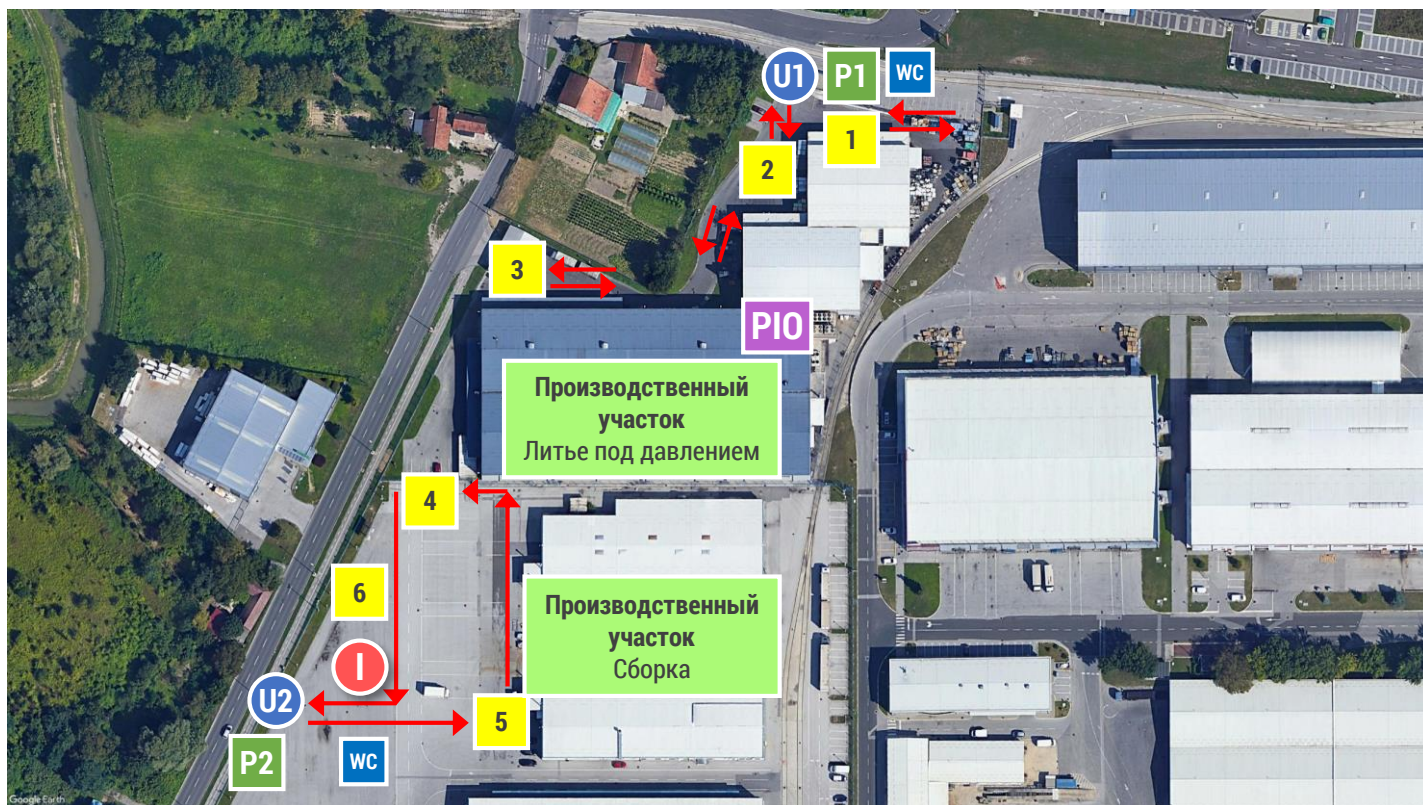 U1
P1
WC
1
2
3
PIO
Производственный
участок
Литье под давлением
4
6
Производственный
участок
Сборка
I
U2
5
P2
WC
Google Earth